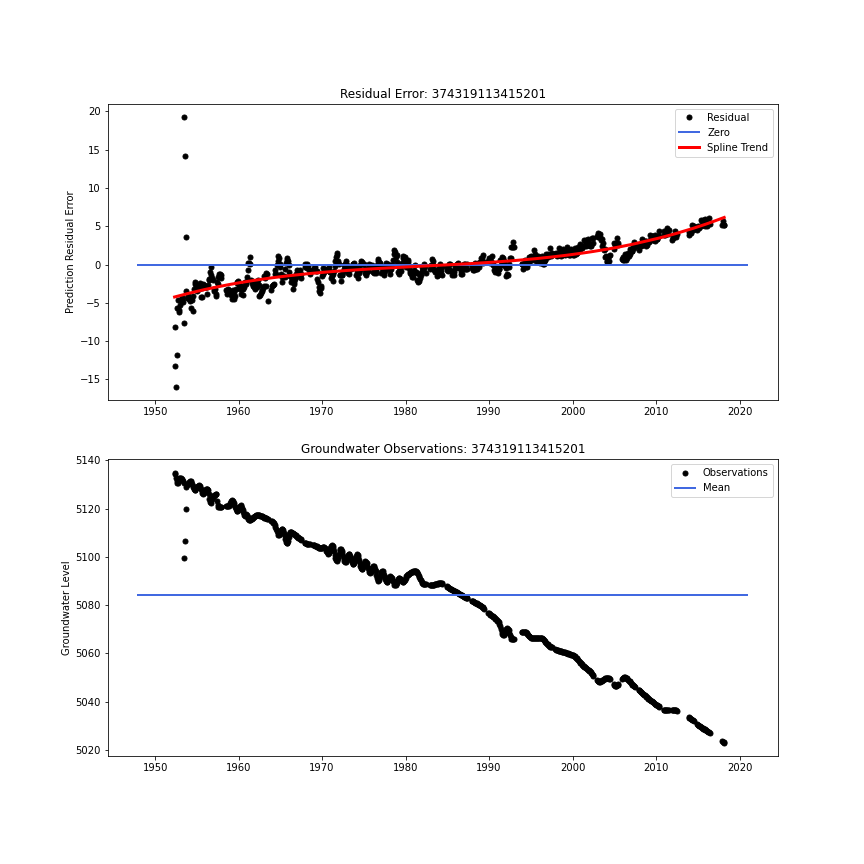 Residual Error: 374319113415201
Prediction Residual Error
20
15
10
5
0
−5
−10
−15
Residual
Zero
Spline Trend
1950 1960 1970 1980 1990 2000 2010 2020
Groundwater Observations: 374319113415201
Groundwater Level
5140
5120
5100
5080
5060
5040
5020
Observations
Mean
1950 1960 1970 1980 1990 2000 2010 2020